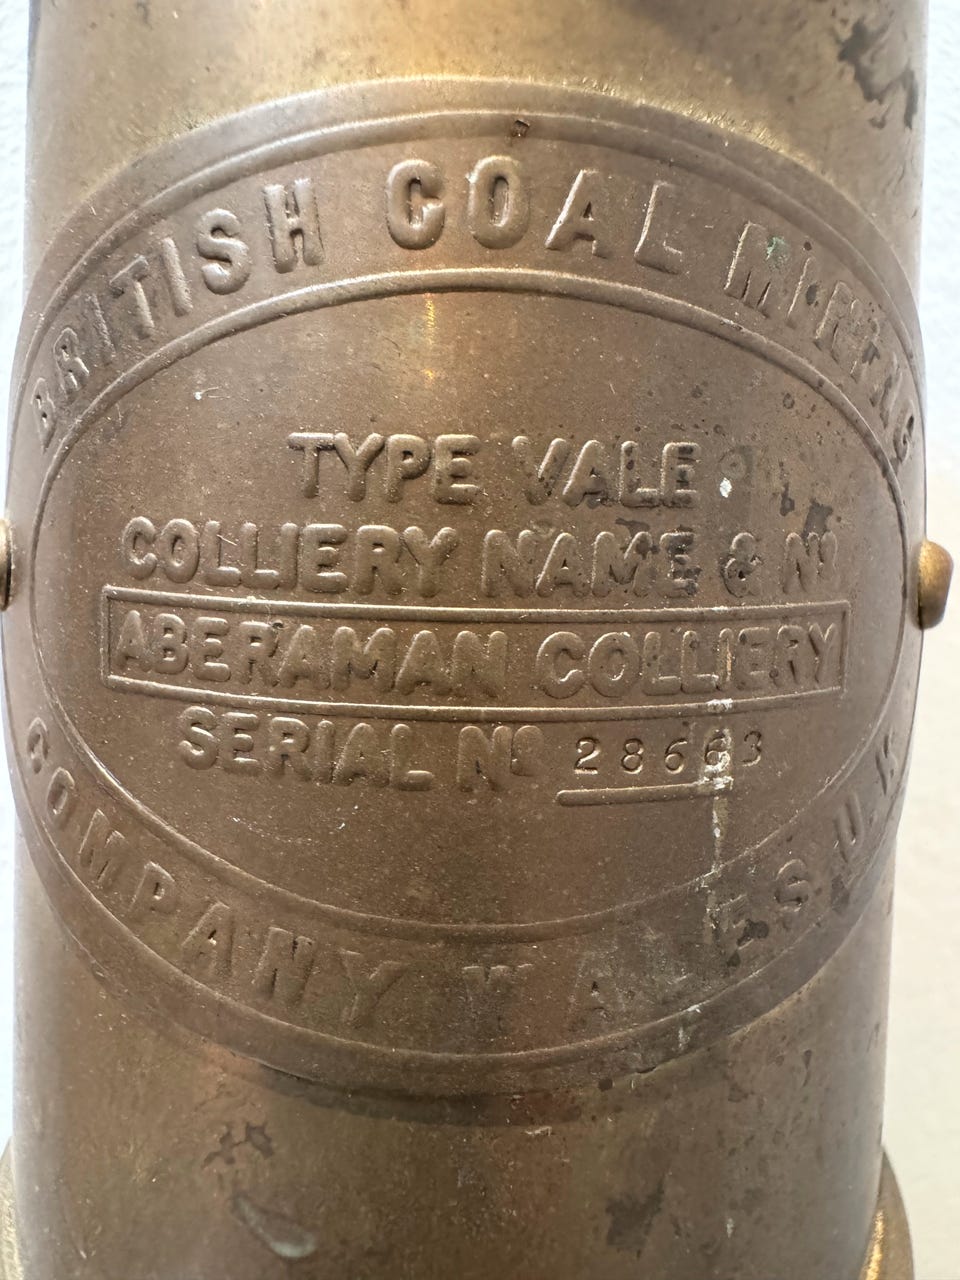 BRITISH COAL MINING
TYPE VALE
COLLIERY NAME & Nº
ABERAMAN COLLIERY
SERIAL Nº 28663
COMPANY WALES U.K